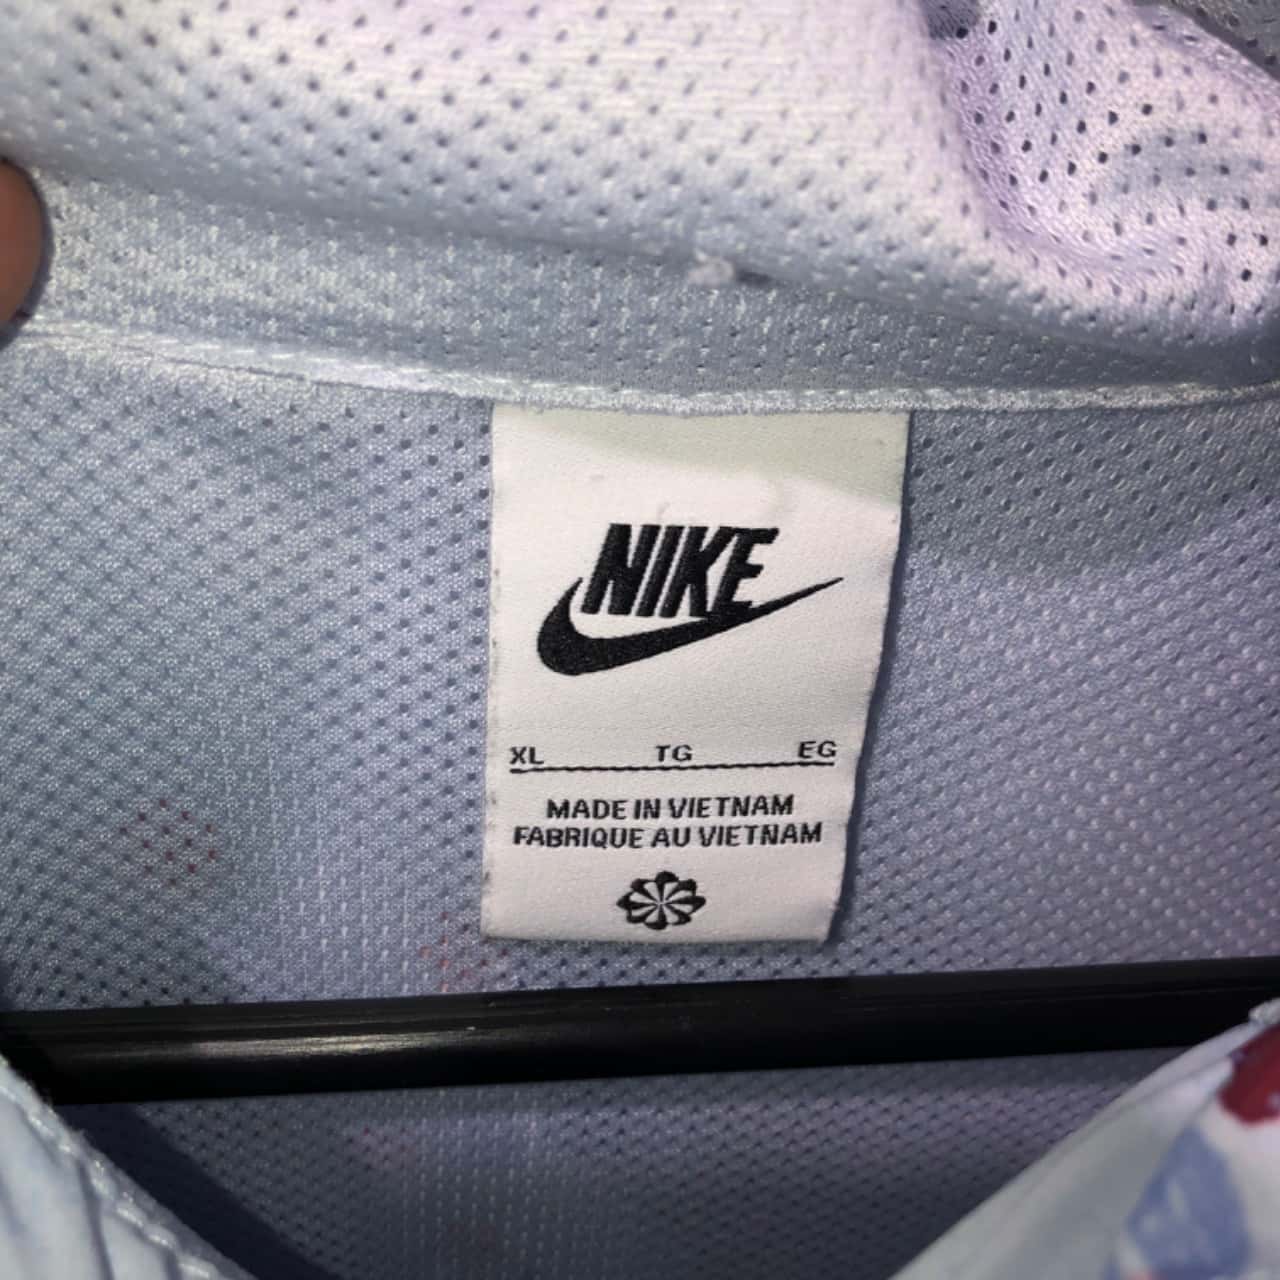 NIKE
XL TG EG
MADE IN VIETNAM
FABRIQUE AU VIETNAM